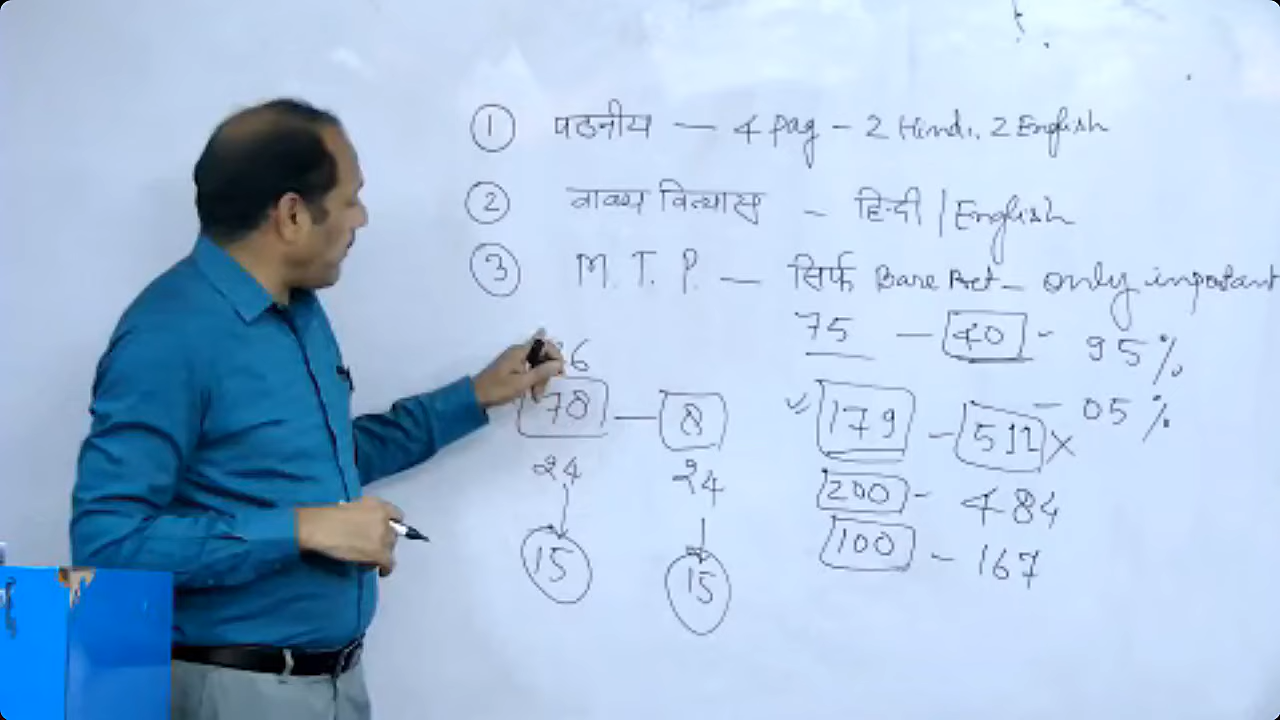 1 पठनीय — 4 pag - 2 Hindi. 2 English
2 वाक्य विन्यास - हिन्दी / English
3 M. T. P. — सिर्फ Bare Act - only important
75 — 40 - 95%
- 05%
6
78 — 8
179 - 511 X
24 24
200 - 484
100 - 167
15 15